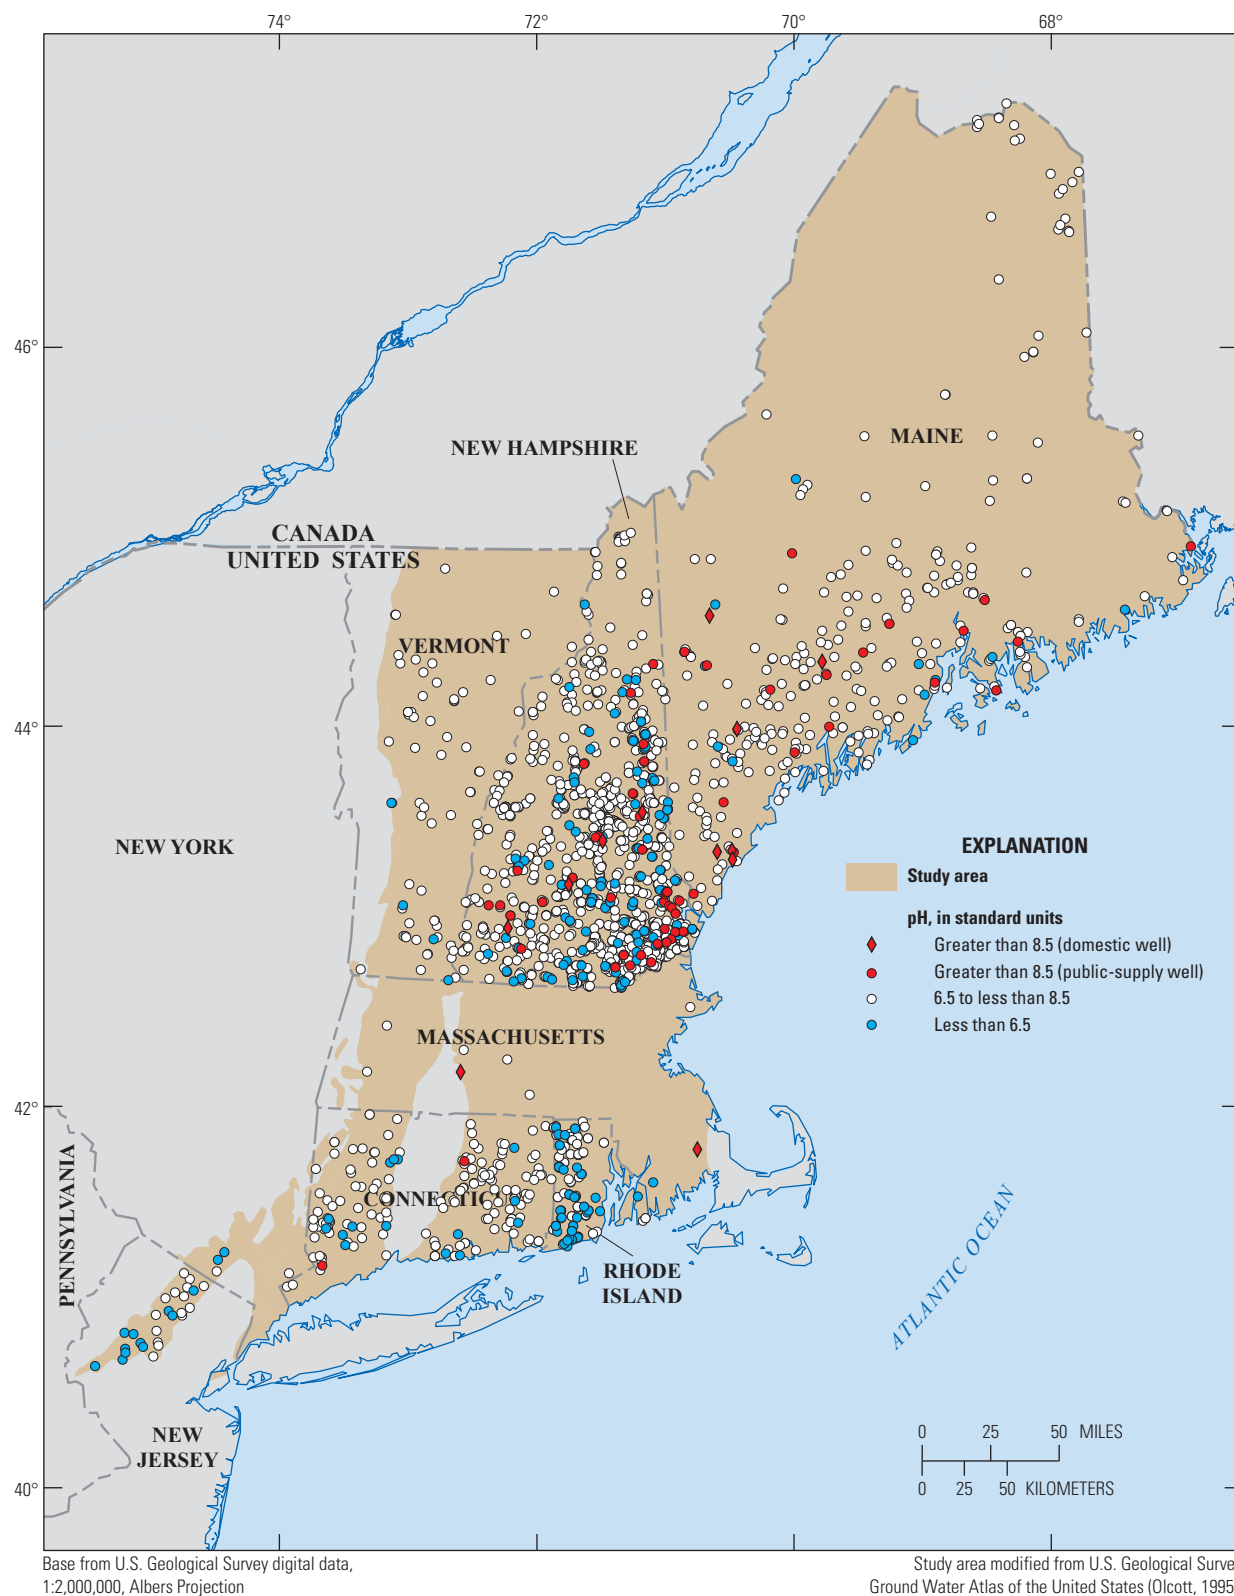 74°
72°
70°
68°
46°
44°
42°
40°
NEW HAMPSHIRE
MAINE
CANADA
UNITED STATES
VERMONT
NEW YORK
EXPLANATION
Study area
pH, in standard units
Greater than 8.5 (domestic well)
Greater than 8.5 (public-supply well)
6.5 to less than 8.5
Less than 6.5
MASSACHUSETTS
PENNSYLVANIA
CONNECTIC
RHODE
ISLAND
ATLANTIC OCEAN
NEW
JERSEY
0 25 50 MILES
0 25 50 KILOMETERS
Base from U.S. Geological Survey digital data,
1:2,000,000, Albers Projection
Study area modified from U.S. Geological Surve
Ground Water Atlas of the United States (Olcott, 1995